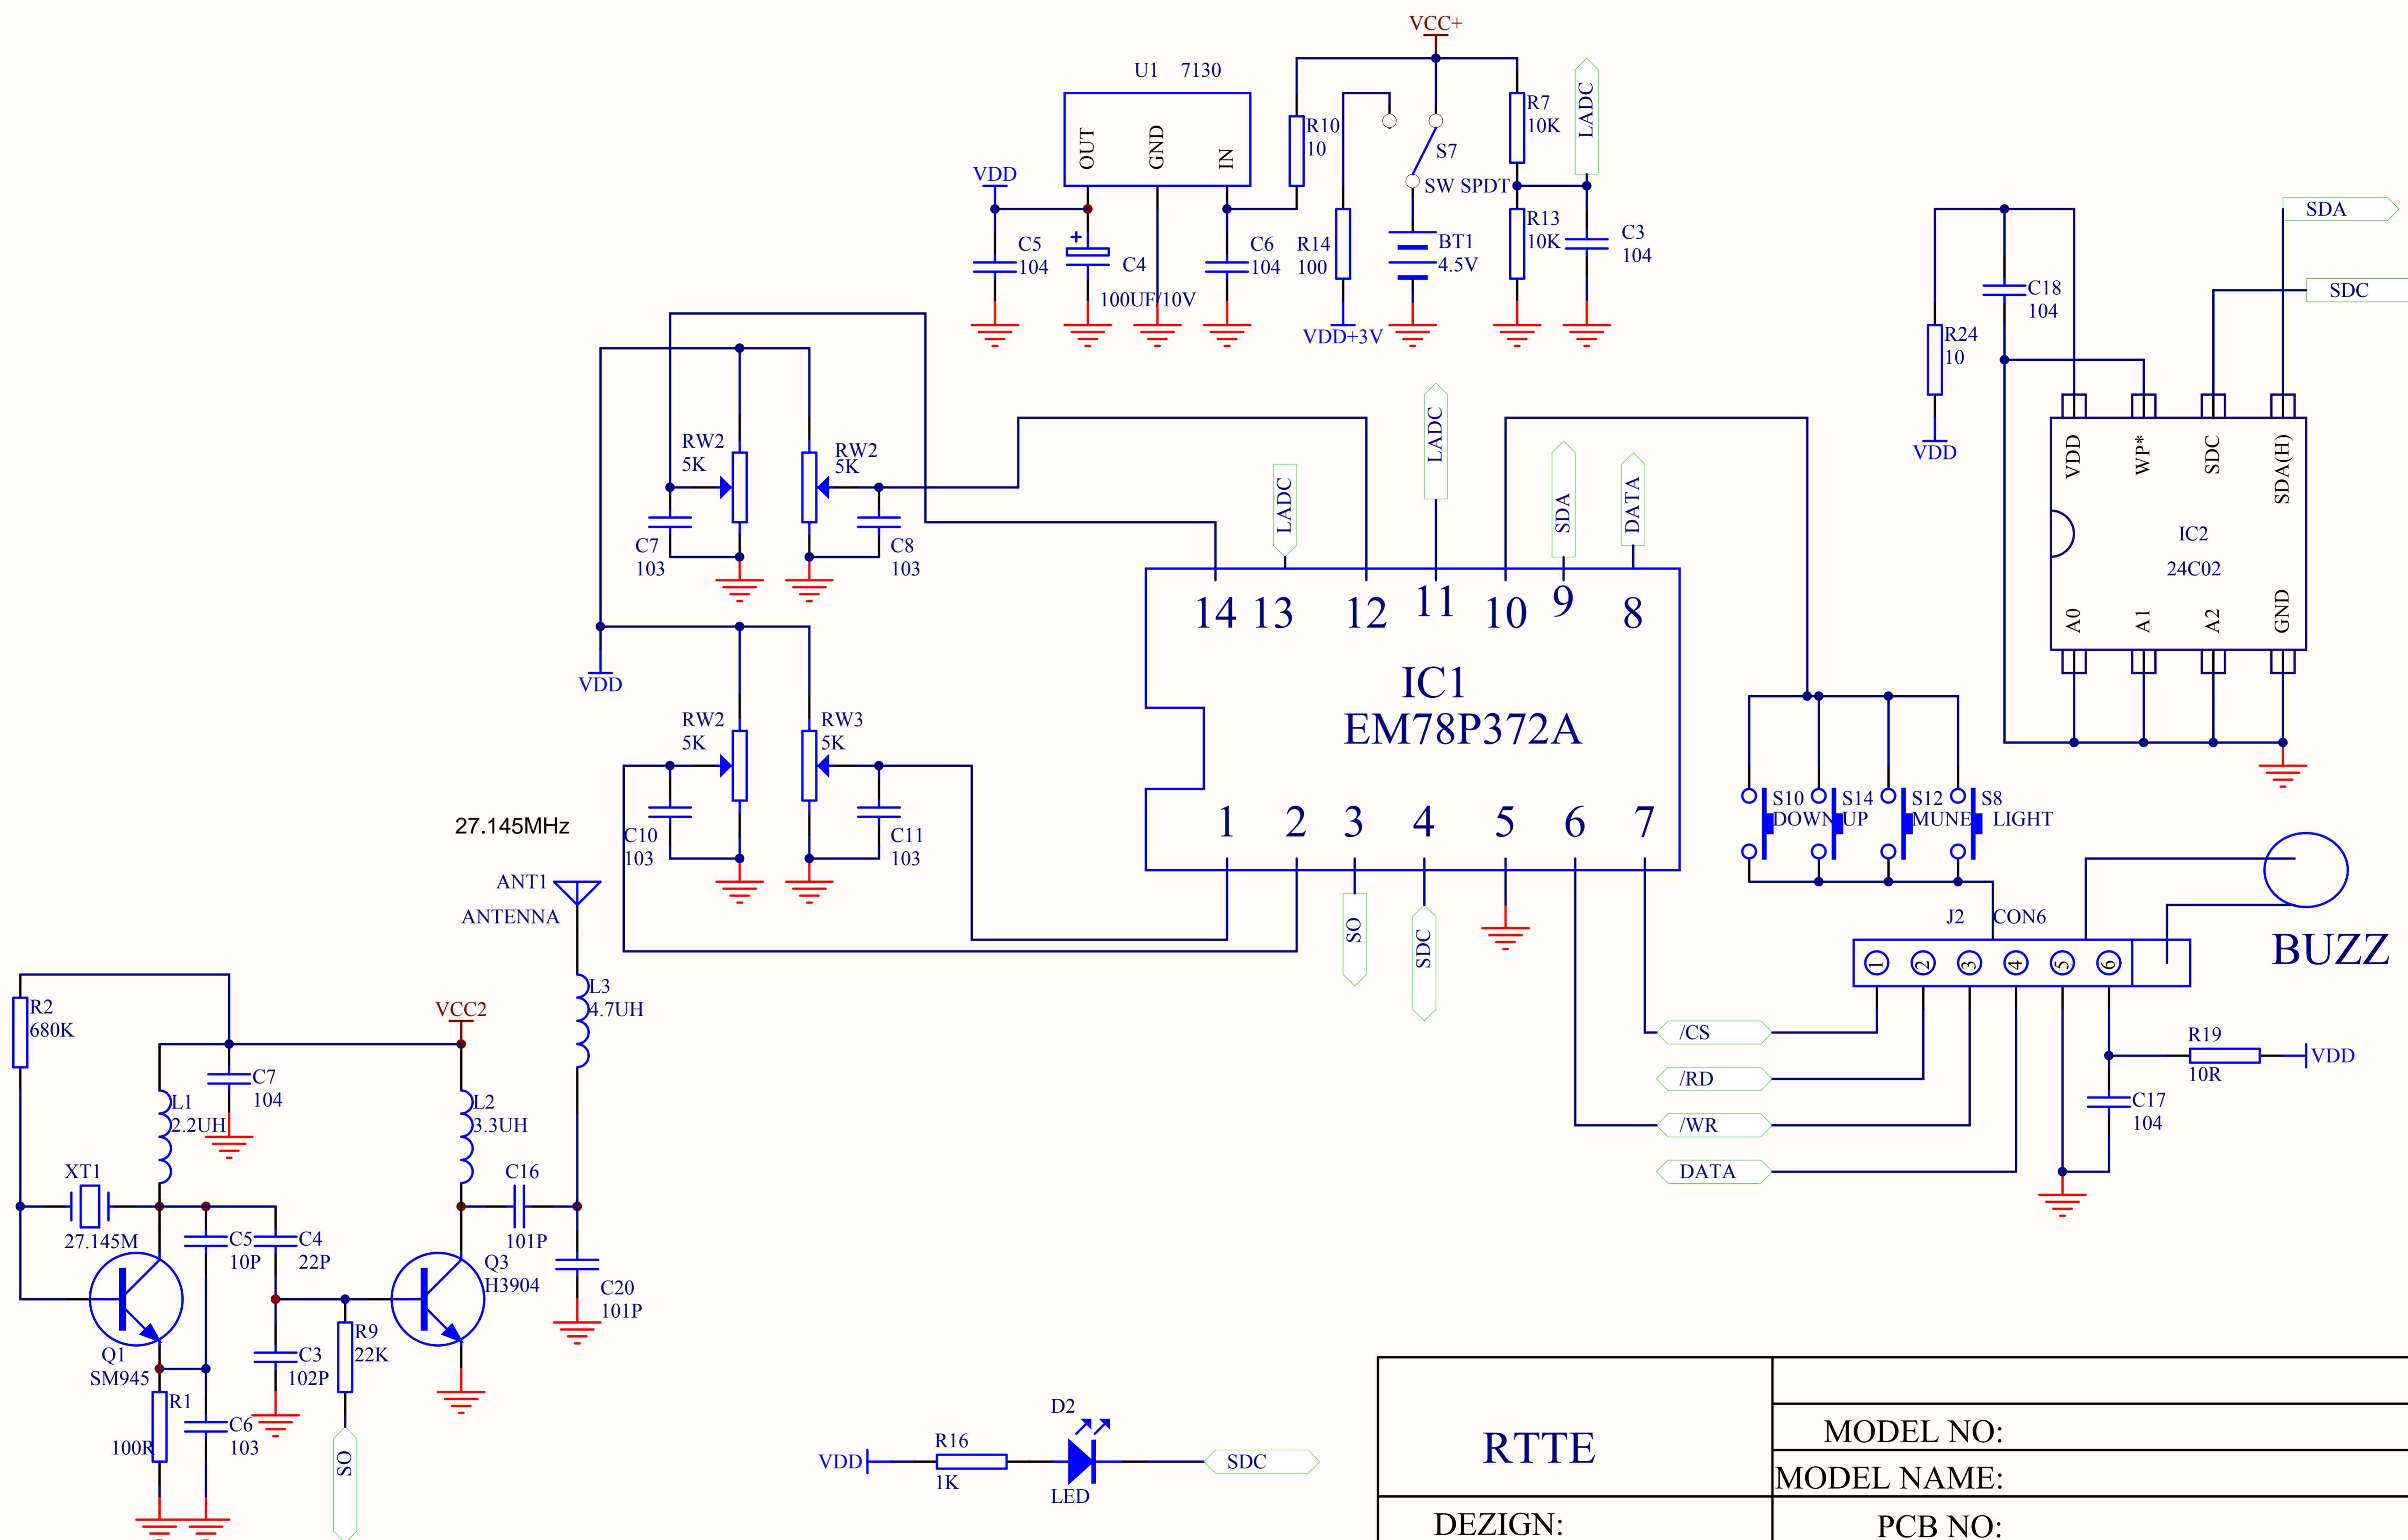 VCC+
U1 7130
OUT
GND
IN
VDD
C5
104
C4
100UF/10V
C6
104
R10
10
R14
100
VDD+3V
S7
SW SPDT
BT1
4.5V
R7
10K
R13
10K
LADC
C3
104
SDA
SDC
C18
104
R24
10
VDD
VDD
WP*
SDC
SDA(H)
IC2
24C02
A0
A1
A2
GND
RW2
5K
RW2
5K
C7
103
C8
103
VDD
RW2
5K
RW3
5K
C10
103
C11
103
LADC
LADC
SDA
DATA
14 13 12 11 10 9 8
IC1
EM78P372A
1 2 3 4 5 6 7
SO
SDC
S10
DOWN
S14
UP
S12
MUNE
S8
LIGHT
J2 CON6
BUZZ
1 2 3 4 5 6
/CS
/RD
/WR
DATA
R19
10R
VDD
C17
104
27.145MHz
ANT1
ANTENNA
L3
4.7UH
R2
680K
VCC2
C7
104
L1
2.2UH
L2
3.3UH
XT1
27.145M
C16
101P
C5
10P
C4
22P
Q3
H3904
C20
101P
Q1
SM945
C3
102P
R9
22K
R1
100R
C6
103
SO
D2
VDD
R16
1K
LED
SDC
RTTE
MODEL NO:
MODEL NAME:
DEZIGN:
PCB NO: